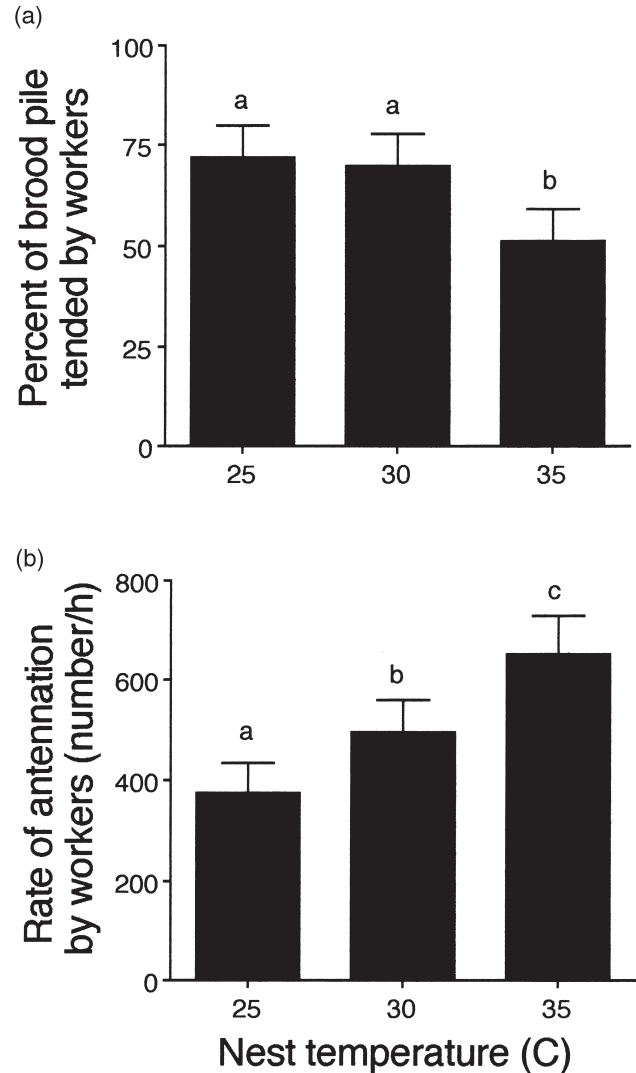 (a)
Percent of brood pile
tended by workers
100
75
50
25
0
a
a
b
25
30
35
(b)
Rate of antennation
by workers (number/h)
800
600
400
200
0
a
b
c
25
30
35
Nest temperature (C)